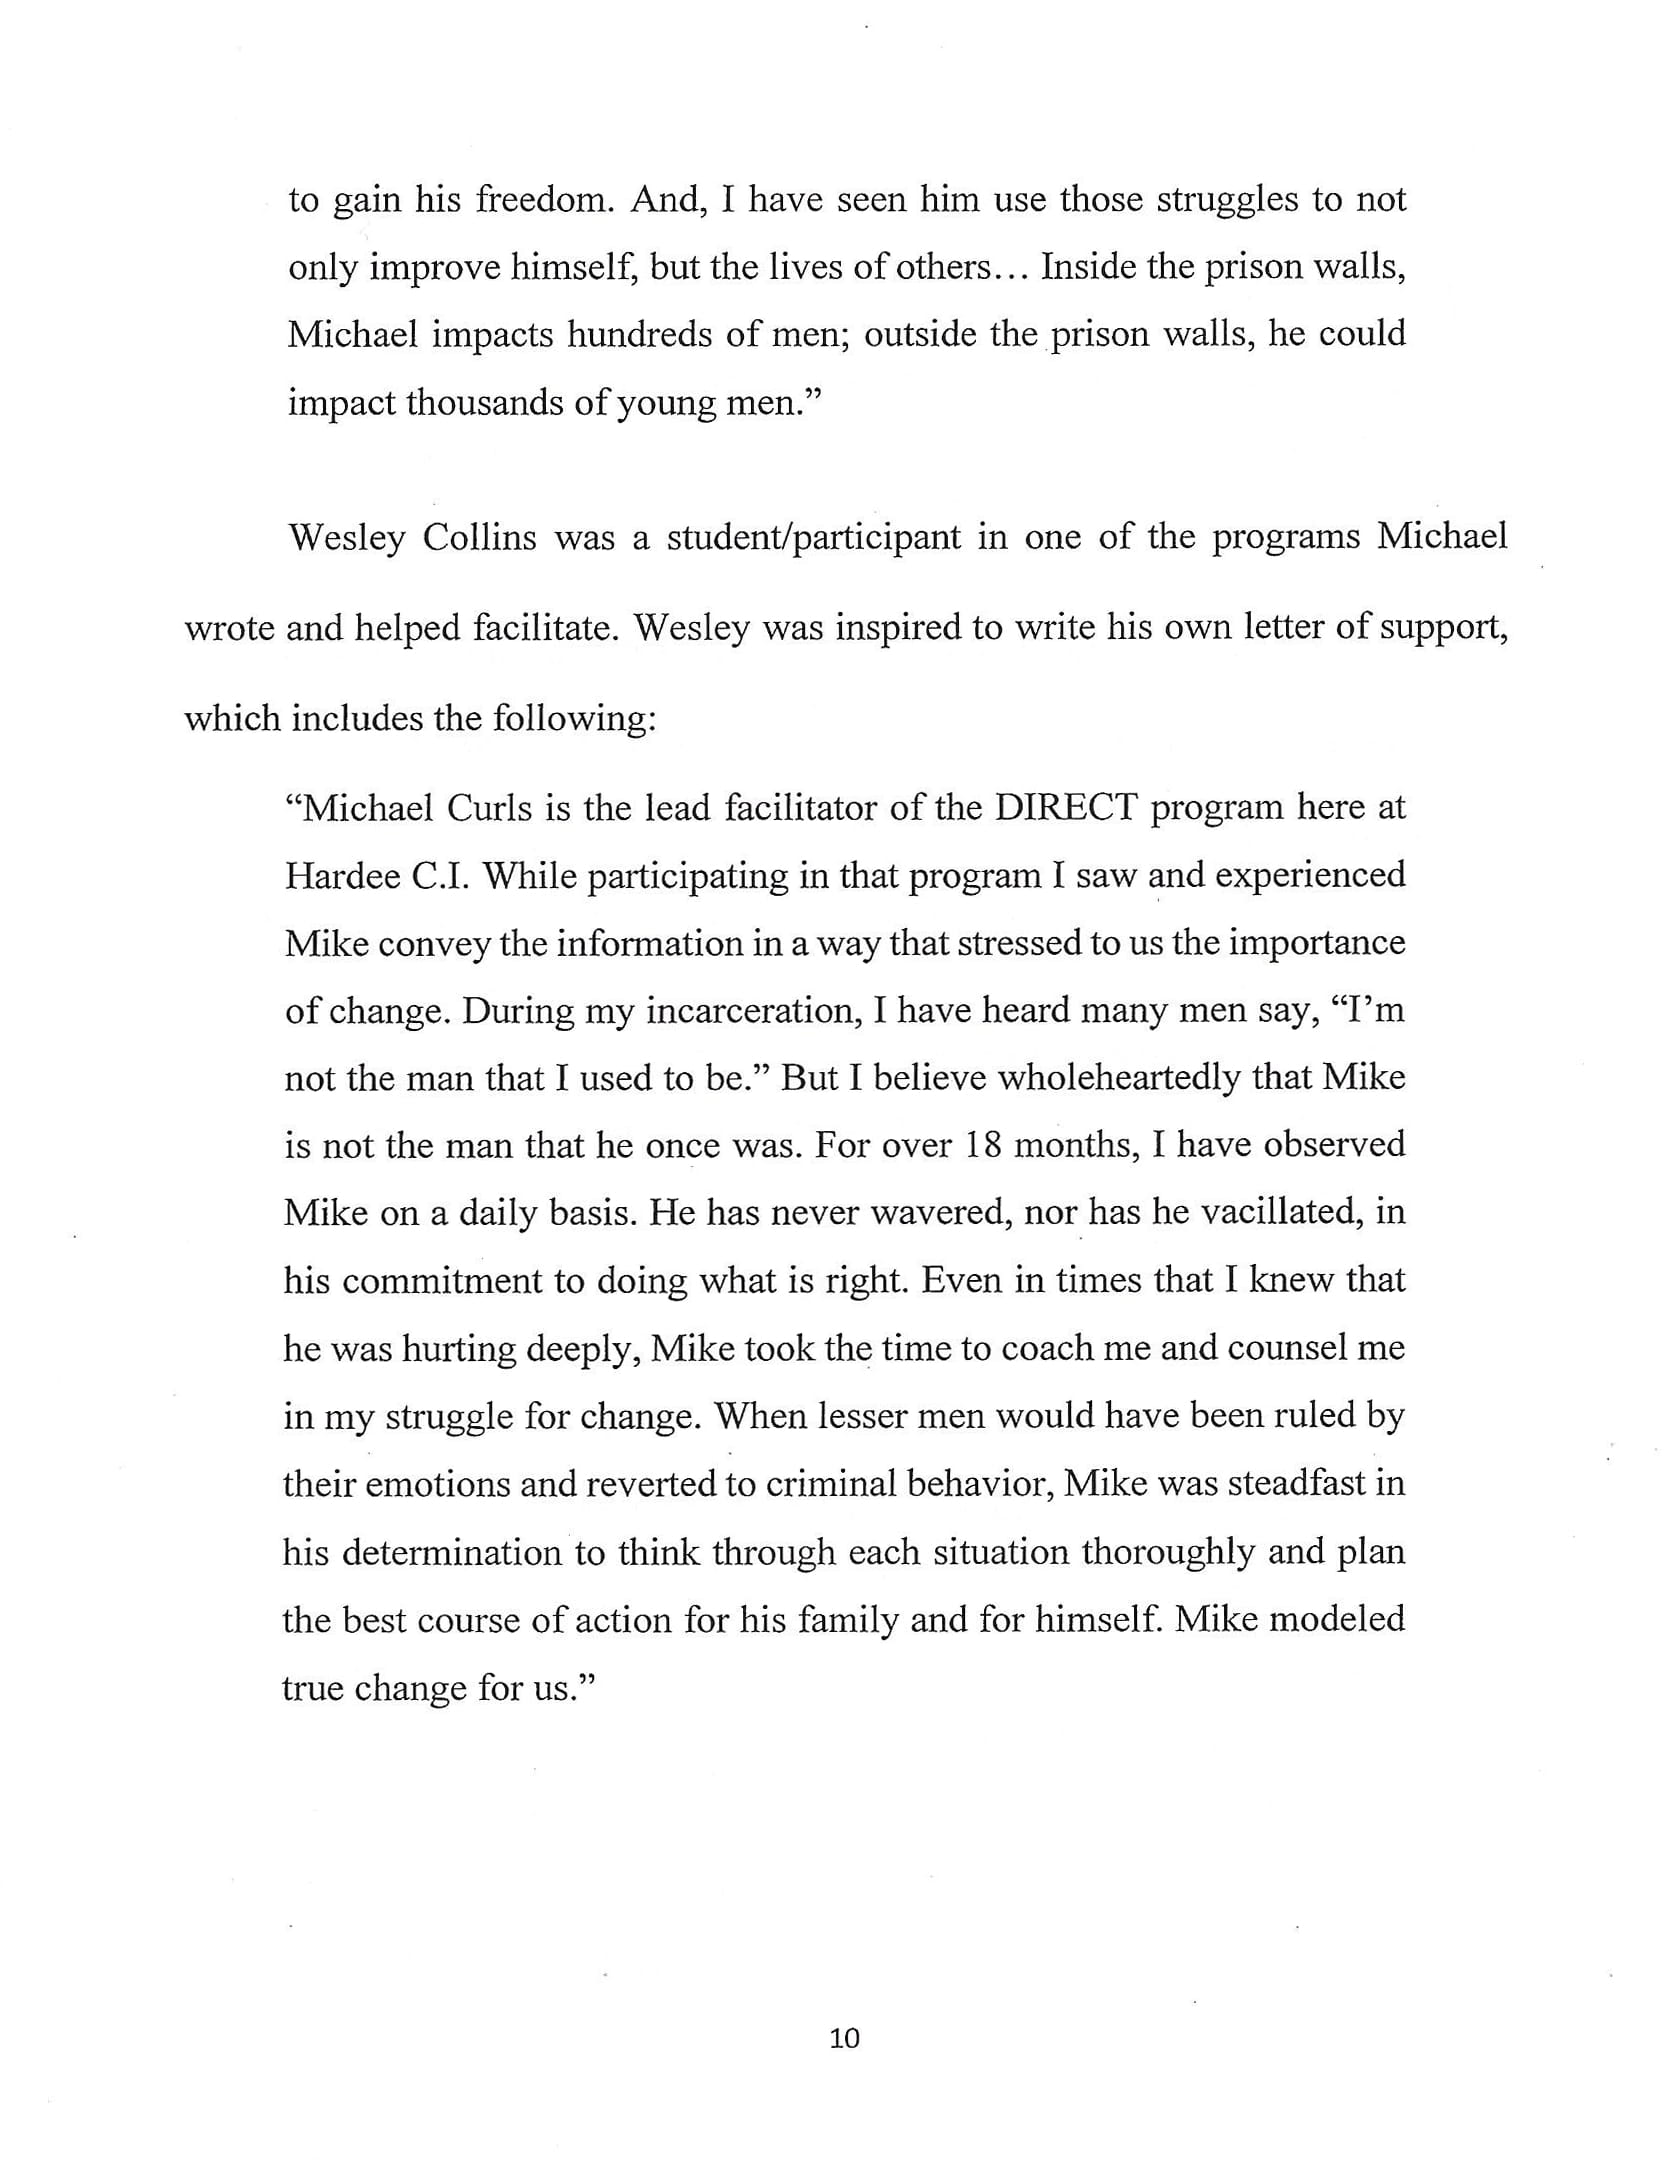 to gain his freedom. And, I have seen him use those struggles to not
only improve himself, but the lives of others... Inside the prison walls,
Michael impacts hundreds of men; outside the prison walls, he could
impact thousands of young men.”
Wesley Collins was a student/participant in one of the programs Michael
wrote and helped facilitate. Wesley was inspired to write his own letter of support,
which includes the following:
“Michael Curls is the lead facilitator of the DIRECT program here at
Hardee C.I. While participating in that program I saw and experienced
Mike convey the information in a way that stressed to us the importance
of change. During my incarceration, I have heard many men say, “I’m
not the man that I used to be.” But I believe wholeheartedly that Mike
is not the man that he once was. For over 18 months, I have observed
Mike on a daily basis. He has never wavered, nor has he vacillated, in
his commitment to doing what is right. Even in times that I knew that
he was hurting deeply, Mike took the time to coach me and counsel me
in my struggle for change. When lesser men would have been ruled by
their emotions and reverted to criminal behavior, Mike was steadfast in
his determination to think through each situation thoroughly and plan
the best course of action for his family and for himself. Mike modeled
true change for us.”
10